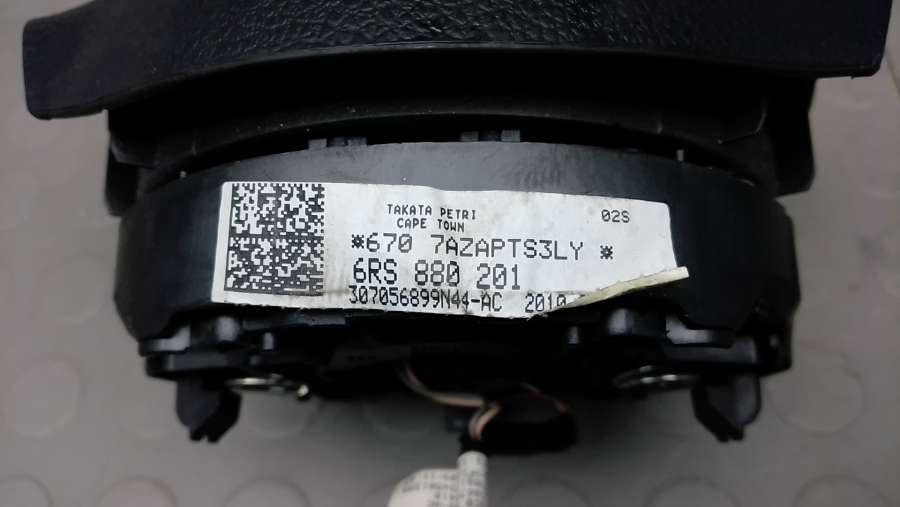 TAKATA PETRI
CAPE TOWN
02S
*670 7AZAPTS3LY *
6RS 880 201
307056899N44-AC 2010